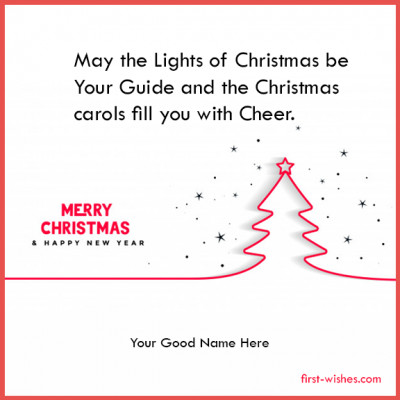 May the Lights of Christmas be
Your Guide and the Christmas
carols fill you with Cheer.
MERRY
CHRISTMAS
& HAPPY NEW YEAR
Your Good Name Here
first-wishes.com